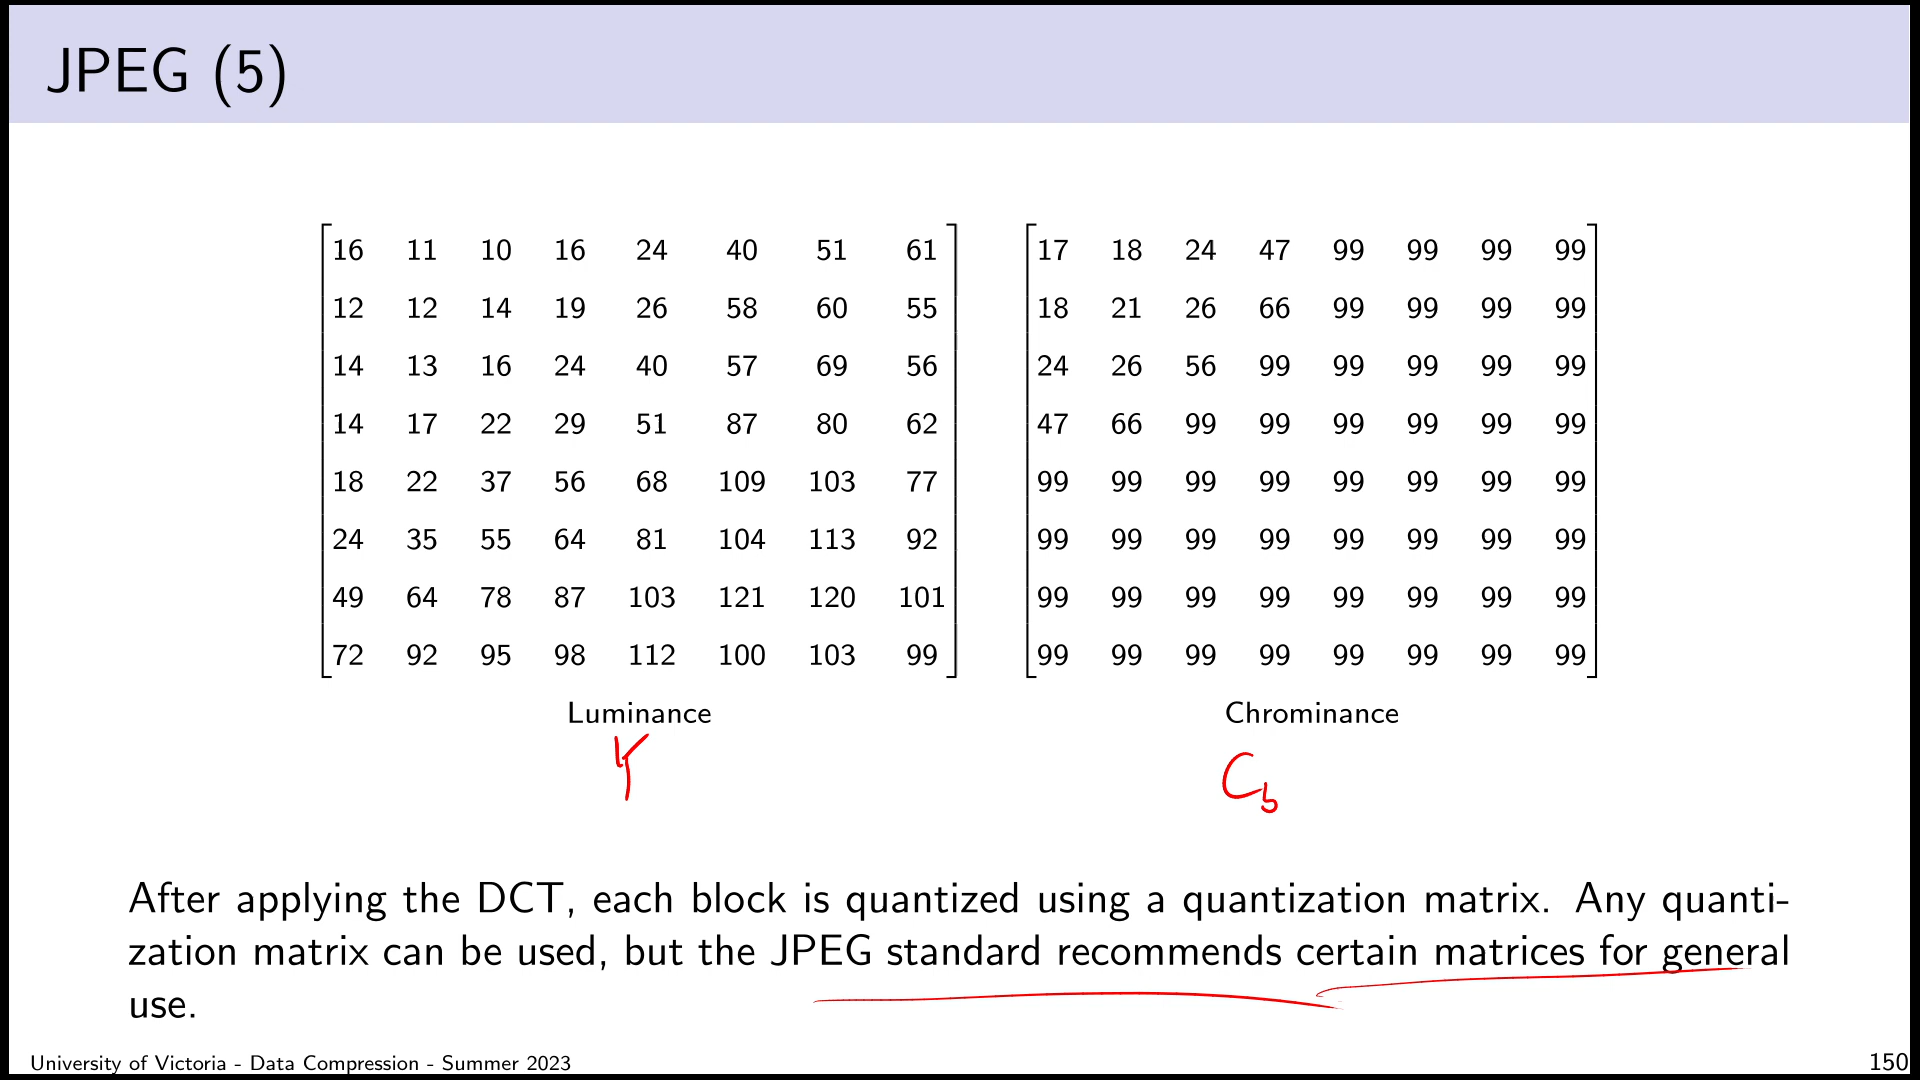 JPEG (5)
16 11 10 16 24 40 51 61
12 12 14 19 26 58 60 55
14 13 16 24 40 57 69 56
14 17 22 29 51 87 80 62
18 22 37 56 68 109 103 77
24 35 55 64 81 104 113 92
49 64 78 87 103 121 120 101
72 92 95 98 112 100 103 99
Luminance
Y
17 18 24 47 99 99 99 99
18 21 26 66 99 99 99 99
24 26 56 99 99 99 99 99
47 66 99 99 99 99 99 99
99 99 99 99 99 99 99 99
99 99 99 99 99 99 99 99
99 99 99 99 99 99 99 99
99 99 99 99 99 99 99 99
Chrominance
Cb
After applying the DCT, each block is quantized using a quantization matrix. Any quanti-
zation matrix can be used, but the JPEG standard recommends certain matrices for general
use.
University of Victoria - Data Compression - Summer 2023
150